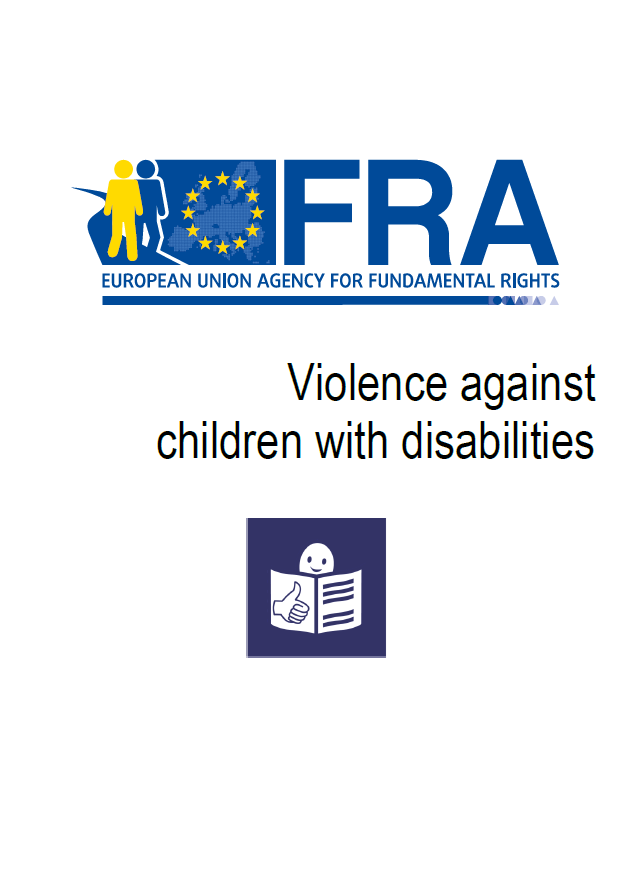 FRA
EUROPEAN UNION AGENCY FOR FUNDAMENTAL RIGHTS
Violence against
children with disabilities